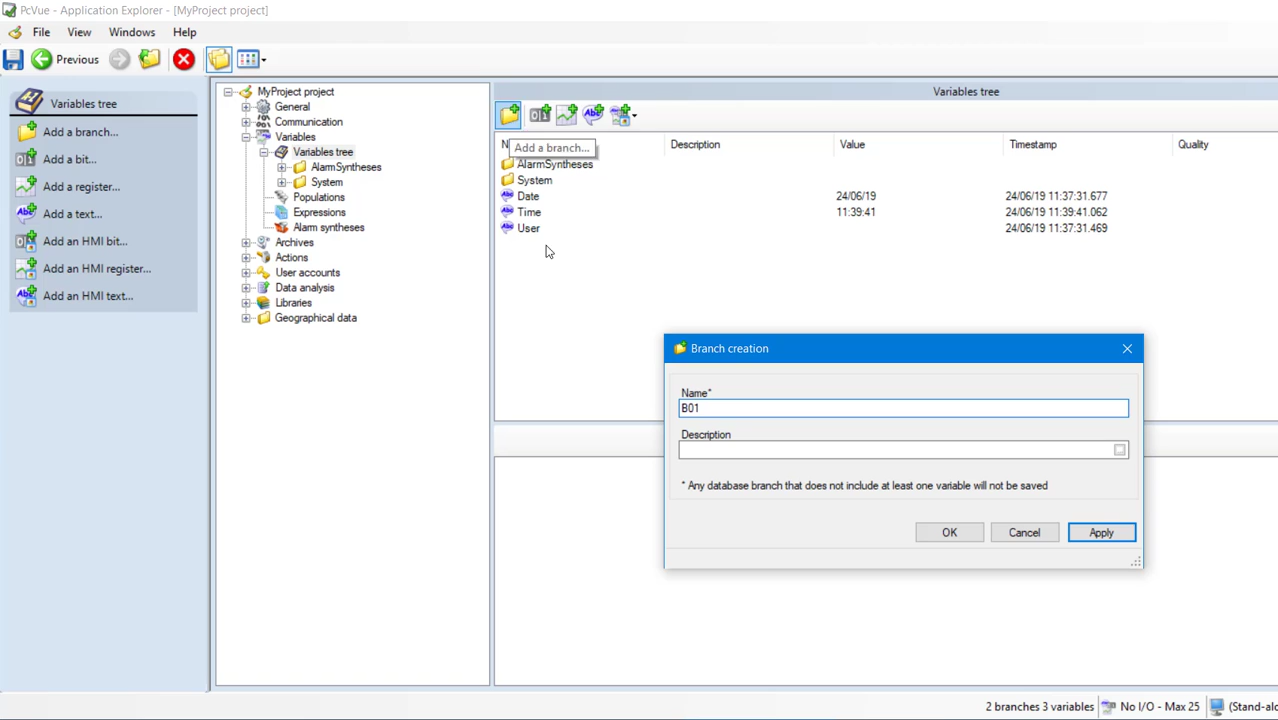 PcVue - Application Explorer - [MyProject project]
File View Windows Help
Previous
Variables tree
Add a branch...
Add a bit...
Add a register...
Add a text...
Add an HMI bit...
Add an HMI register...
Add an HMI text...
MyProject project
General
Communication
Variables
Variables tree
AlarmSyntheses
System
Populations
Expressions
Alarm syntheses
Archives
Actions
User accounts
Data analysis
Libraries
Geographical data
Variables tree
Add a branch...
Description Value Timestamp Quality
AlarmSyntheses
System
Date 24/06/19 24/06/19 11:37:31.677
Time 11:39:41 24/06/19 11:39:41.062
User 24/06/19 11:37:31.469
Branch creation
Name*
B01
Description
* Any database branch that does not include at least one variable will not be saved
OK Cancel Apply
2 branches 3 variables No I/O - Max 25